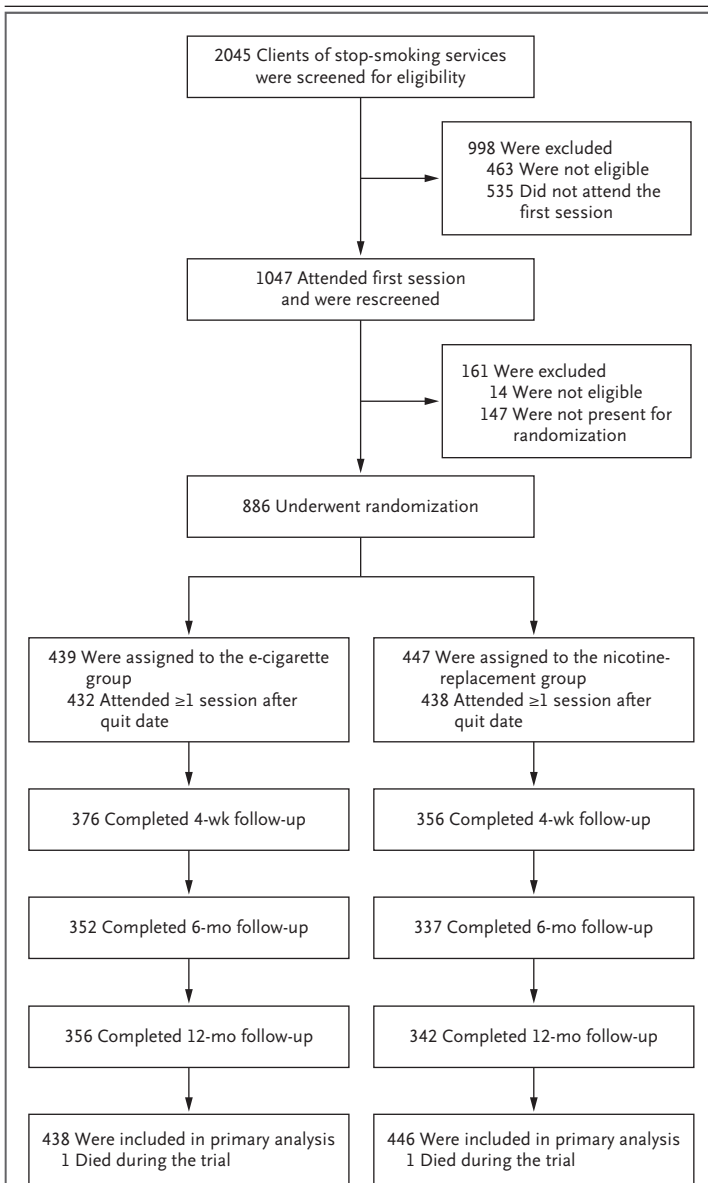 2045 Clients of stop-smoking services
were screened for eligibility
998 Were excluded
463 Were not eligible
535 Did not attend the
first session
1047 Attended first session
and were rescreened
161 Were excluded
14 Were not eligible
147 Were not present for
randomization
886 Underwent randomization
439 Were assigned to the e-cigarette
group
432 Attended ≥1 session after
quit date
447 Were assigned to the nicotine-
replacement group
438 Attended ≥1 session after
quit date
376 Completed 4-wk follow-up
356 Completed 4-wk follow-up
352 Completed 6-mo follow-up
337 Completed 6-mo follow-up
356 Completed 12-mo follow-up
342 Completed 12-mo follow-up
438 Were included in primary analysis
1 Died during the trial
446 Were included in primary analysis
1 Died during the trial